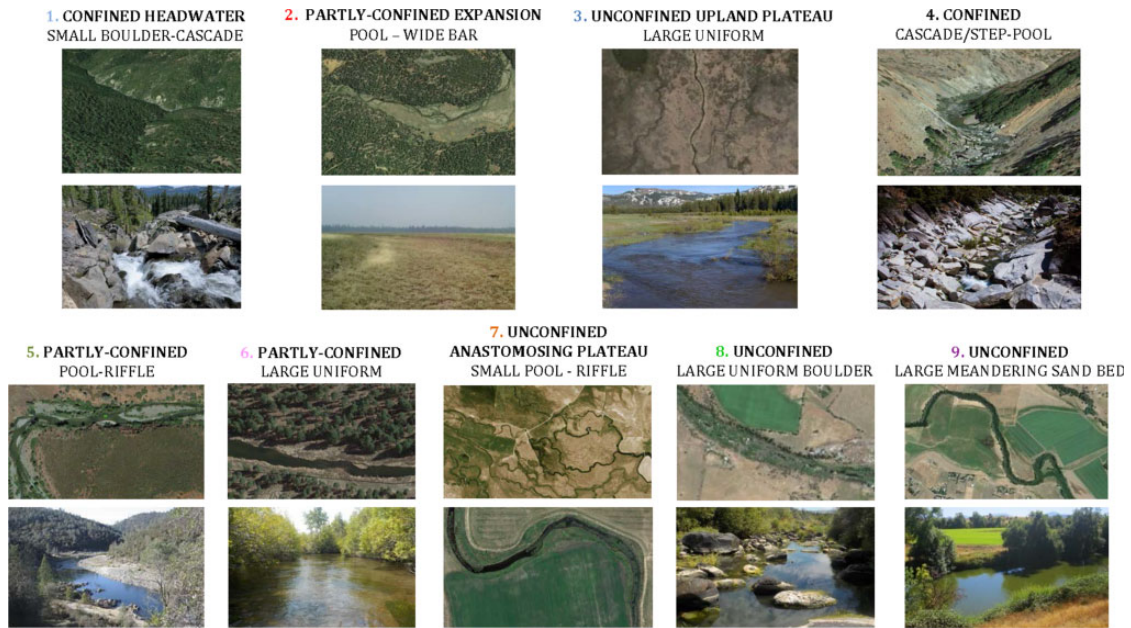 1. CONFINED HEADWATER
SMALL BOULDER-CASCADE
2. PARTLY-CONFINED EXPANSION
POOL – WIDE BAR
3. UNCONFINED UPLAND PLATEAU
LARGE UNIFORM
4. CONFINED
CASCADE/STEP-POOL
5. PARTLY-CONFINED
POOL-RIFFLE
6. PARTLY-CONFINED
LARGE UNIFORM
7. UNCONFINED
ANASTOMOSING PLATEAU
SMALL POOL - RIFFLE
8. UNCONFINED
LARGE UNIFORM BOULDER
9. UNCONFINED
LARGE MEANDERING SAND BED